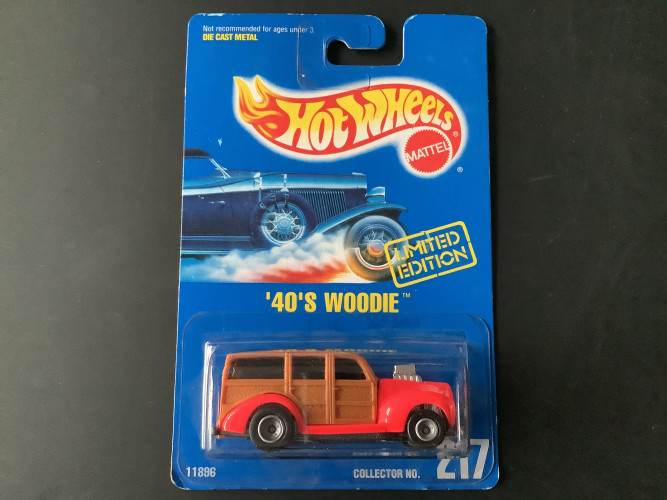 Not recommended for ages under 3.
DIE CAST METAL
HOT WHEELS®
MATTEL
®
LIMITED
EDITION
'40'S WOODIE™
11896
COLLECTOR NO. 217